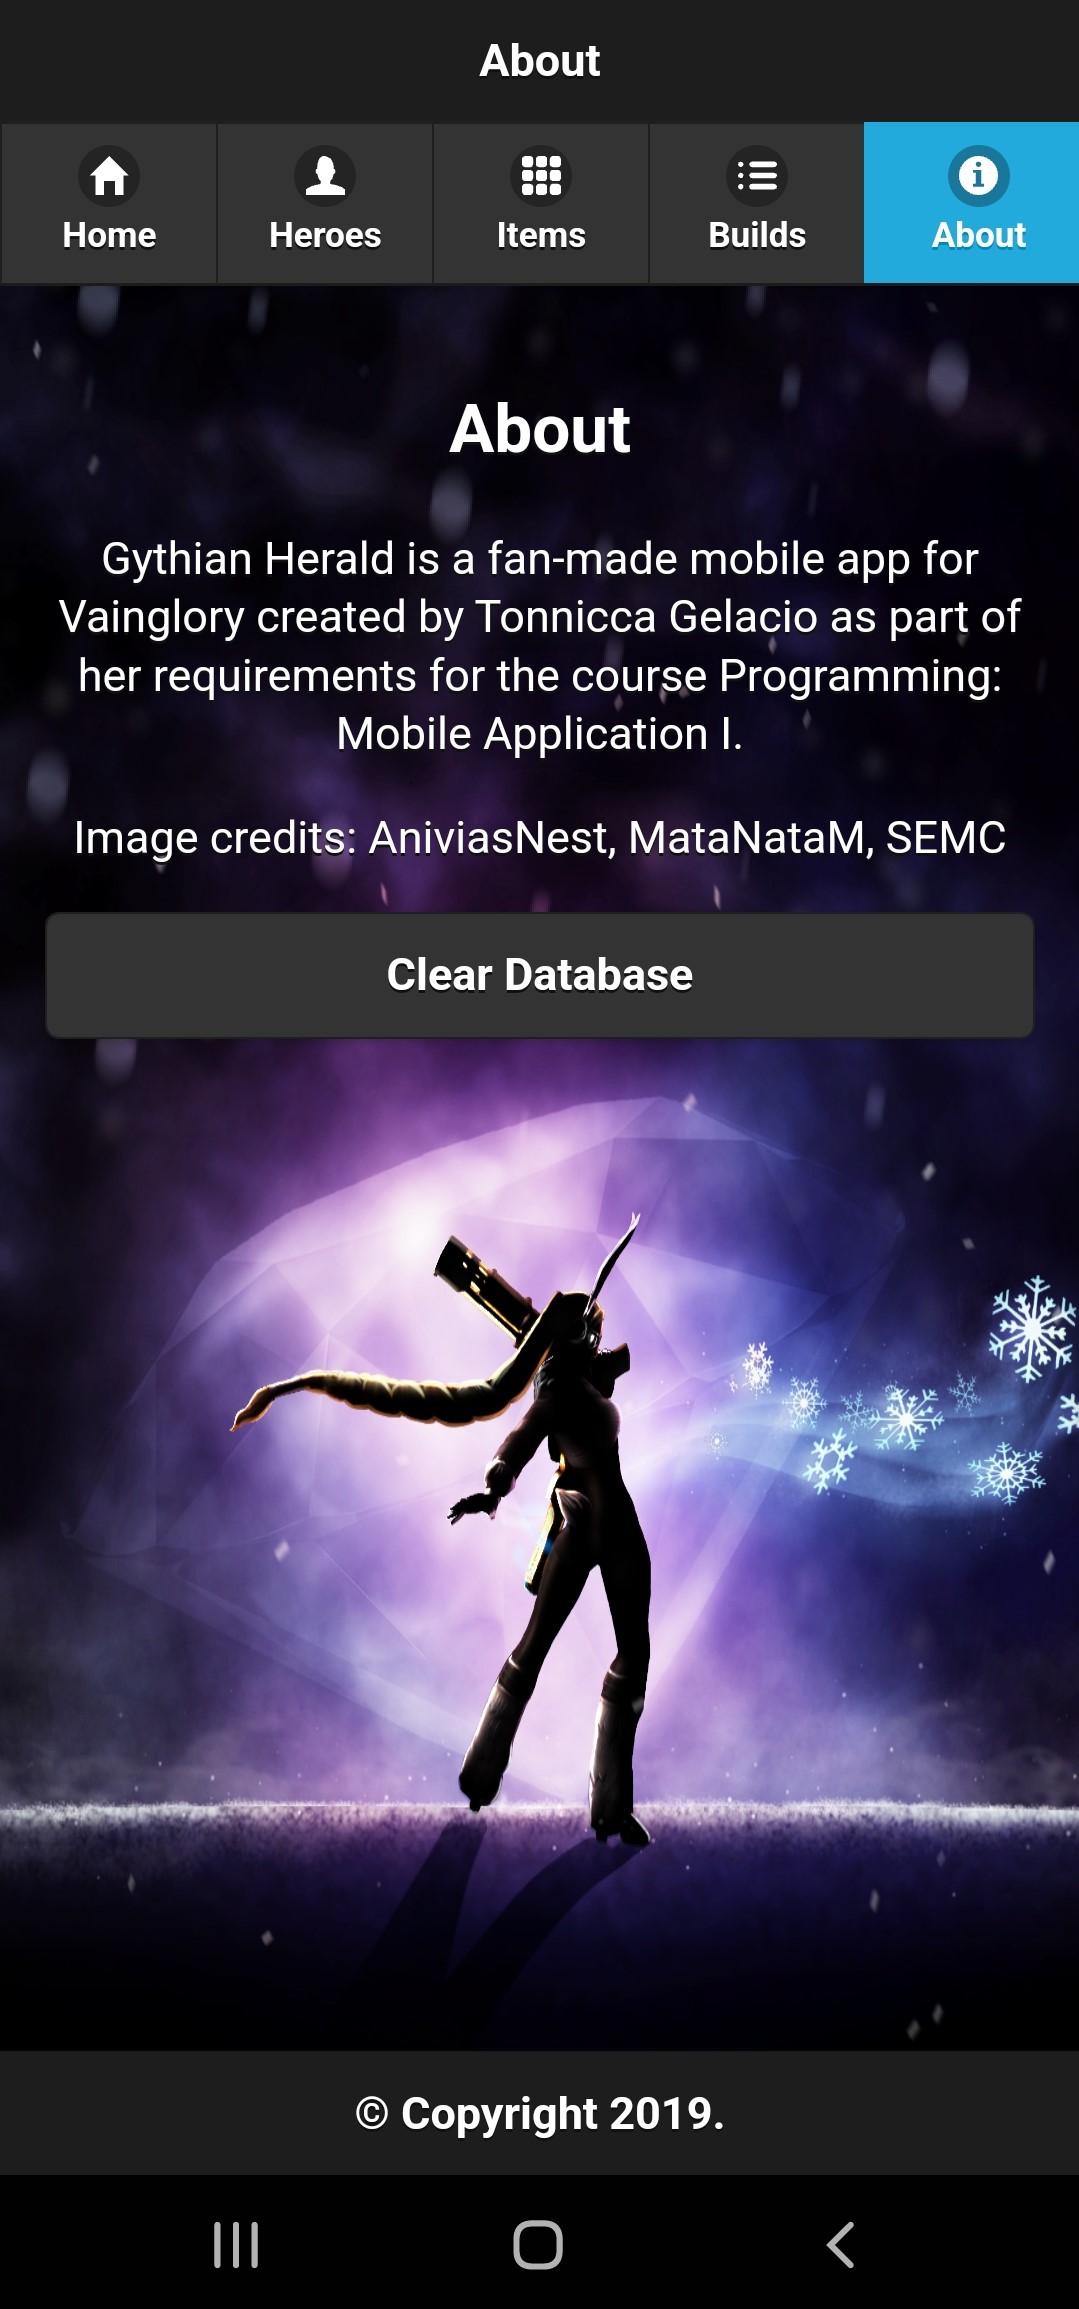 About
Home
Heroes
Items
Builds
About
About
Gythian Herald is a fan-made mobile app for
Vainglory created by Tonnicca Gelacio as part of
her requirements for the course Programming:
Mobile Application I.
Image credits: AniviasNest, MataNataM, SEMC
Clear Database
© Copyright 2019.